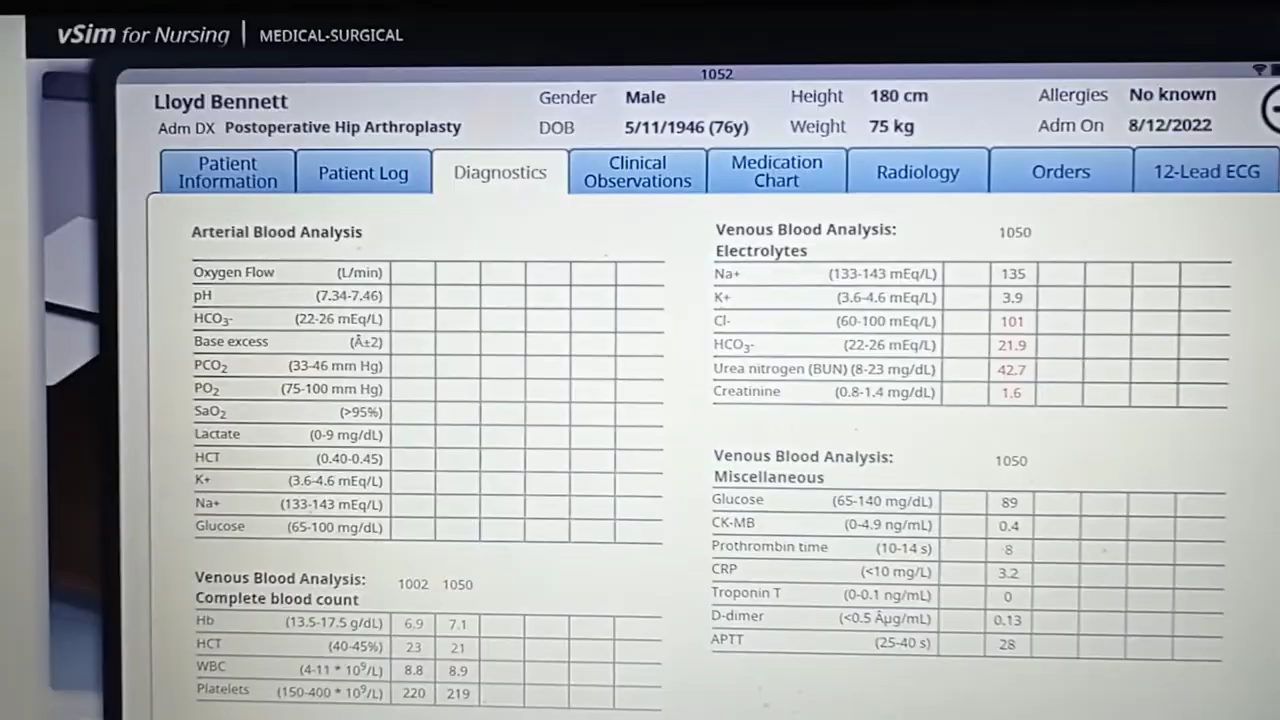 vSim for Nursing | MEDICAL-SURGICAL
1052
Lloyd Bennett
Adm DX Postoperative Hip Arthroplasty
Gender Male
DOB 5/11/1946 (76y)
Height 180 cm
Weight 75 kg
Allergies No known
Adm On 8/12/2022
Patient Information
Patient Log
Diagnostics
Clinical Observations
Medication Chart
Radiology
Orders
12-Lead ECG
Arterial Blood Analysis
Oxygen Flow (L/min)
pH (7.34-7.46)
HCO3- (22-26 mEq/L)
Base excess (Â±2)
PCO2 (33-46 mm Hg)
PO2 (75-100 mm Hg)
SaO2 (>95%)
Lactate (0-9 mg/dL)
HCT (0.40-0.45)
K+ (3.6-4.6 mEq/L)
Na+ (133-143 mEq/L)
Glucose (65-100 mg/dL)
Venous Blood Analysis: 1002 1050
Complete blood count
Hb (13.5-17.5 g/dL) 6.9 7.1
HCT (40-45%) 23 21
WBC (4-11 * 10⁹/L) 8.8 8.9
Platelets (150-400 * 10⁹/L) 220 219
Venous Blood Analysis: 1050
Electrolytes
Na+ (133-143 mEq/L) 135
K+ (3.6-4.6 mEq/L) 3.9
Cl- (60-100 mEq/L) 101
HCO3- (22-26 mEq/L) 21.9
Urea nitrogen (BUN) (8-23 mg/dL) 42.7
Creatinine (0.8-1.4 mg/dL) 1.6
Venous Blood Analysis: 1050
Miscellaneous
Glucose (65-140 mg/dL) 89
CK-MB (0-4.9 ng/mL) 0.4
Prothrombin time (10-14 s) 8
CRP (<10 mg/L) 3.2
Troponin T (0-0.1 ng/mL) 0
D-dimer (<0.5 Âµg/mL) 0.13
APTT (25-40 s) 28